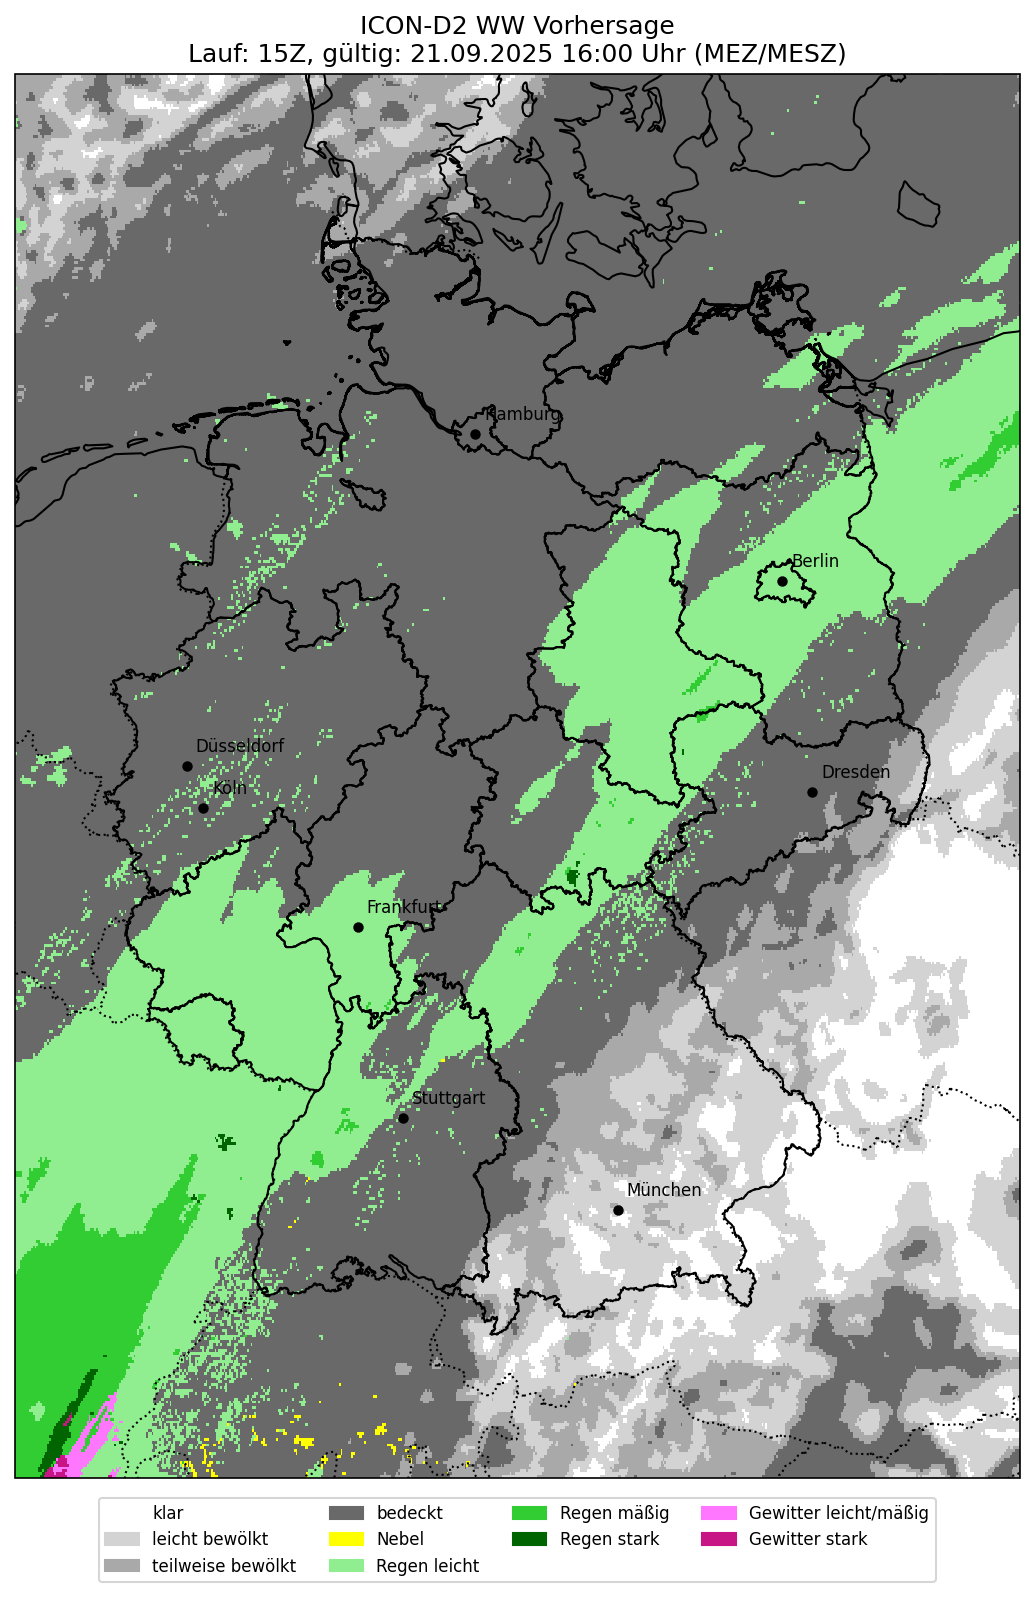 ICON-D2 WW Vorhersage
Lauf: 15Z, gültig: 21.09.2025 16:00 Uhr (MEZ/MESZ)
Hamburg
Berlin
Düsseldorf
Köln
Dresden
Frankfurt
Stuttgart
München
klar
leicht bewölkt
teilweise bewölkt
bedeckt
Nebel
Regen leicht
Regen mäßig
Regen stark
Gewitter leicht/mäßig
Gewitter stark